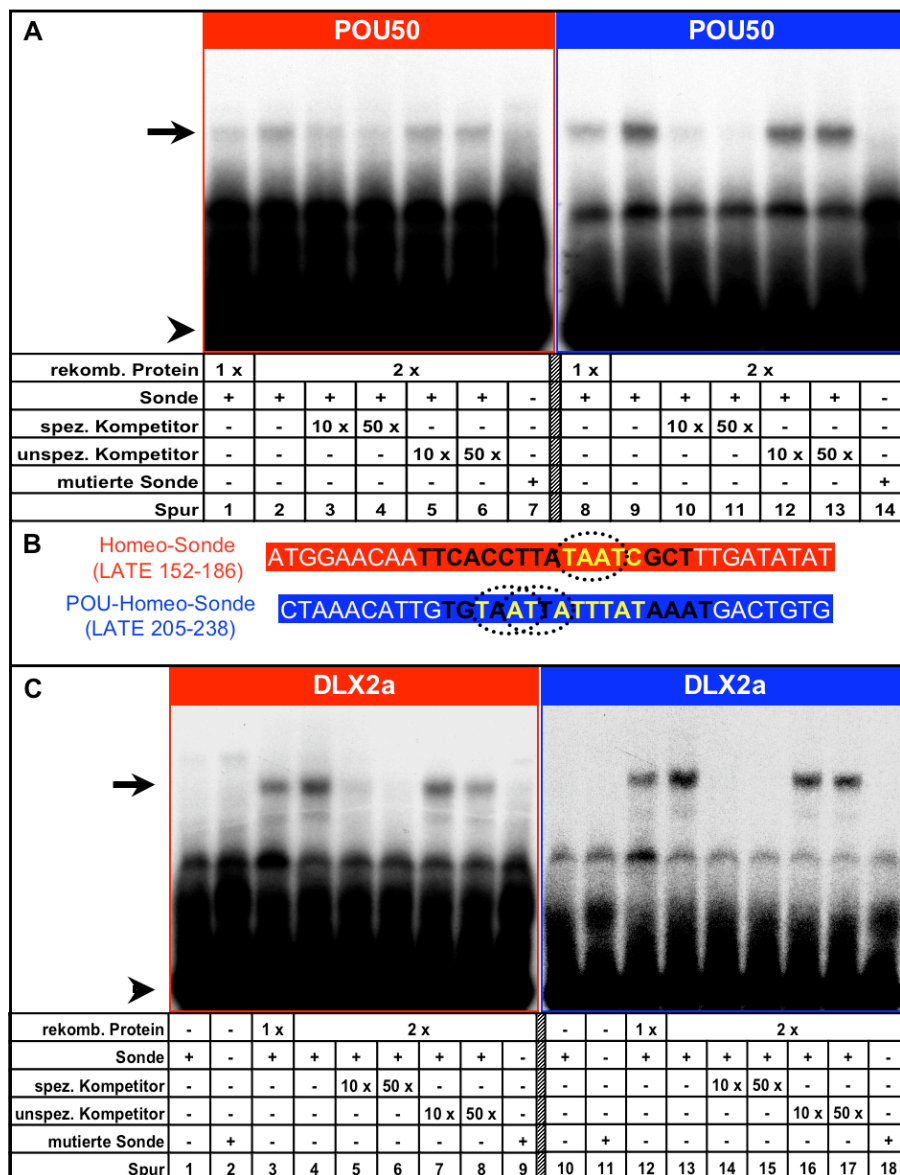 A
POU50 POU50
rekomb. Protein 1 x 2 x 1 x 2 x
Sonde + + + + + + - + + + + + + -
spez. Kompetitor - - 10 x 50 x - - - - - 10 x 50 x - - -
unspez. Kompetitor - - - - 10 x 50 x - - - - - 10 x 50 x -
mutierte Sonde - - - - - - + - - - - - - +
Spur 1 2 3 4 5 6 7 8 9 10 11 12 13 14
B
Homeo-Sonde
(LATE 152-186)
ATGGAACAATTCACCTTATAATCGCTTTGATATAT
POU-Homeo-Sonde
(LATE 205-238)
CTAAACATTGTGTAATTATTTATAAATGACTGTG
C
DLX2a DLX2a
rekomb. Protein - - 1 x 2 x - - 1 x 2 x
Sonde + - + + + + + + - + - + + + + + + -
spez. Kompetitor - - - - 10 x 50 x - - - - - - - 10 x 50 x - - -
unspez. Kompetitor - - - - - - 10 x 50 x - - - - - - - 10 x 50 x -
mutierte Sonde - + - - - - - - + - + - - - - - - +
Spur 1 2 3 4 5 6 7 8 9 10 11 12 13 14 15 16 17 18